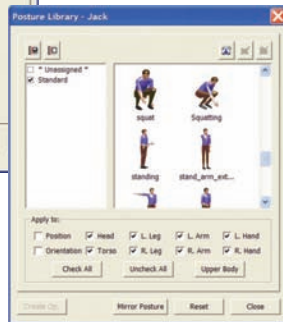 Posture Library - Jack
* Unassigned *
Standard
squat
Squatting
standing
stand_arm_ext...
Apply to:
Position
Head
L. Leg
L. Arm
L. Hand
Orientation
Torso
R. Leg
R. Arm
R. Hand
Check All
Uncheck All
Upper Body
Create Op.
Mirror Posture
Reset
Close